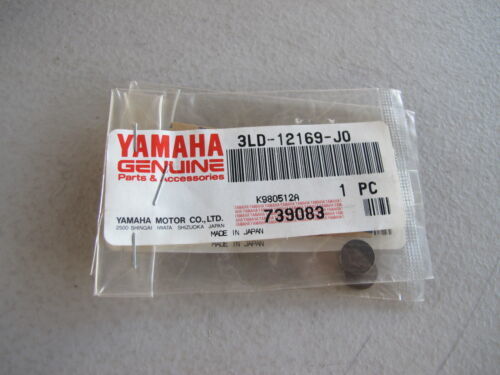 YAMAHA
GENUINE
Parts & Accessories
YAMAHA MOTOR CO., LTD.
2500 SHINGAI IWATA SHIZUOKA JAPAN
MADE IN JAPAN
MADE IN JAPAN
3LD-12169-J0
K980512A
1 PC
739083